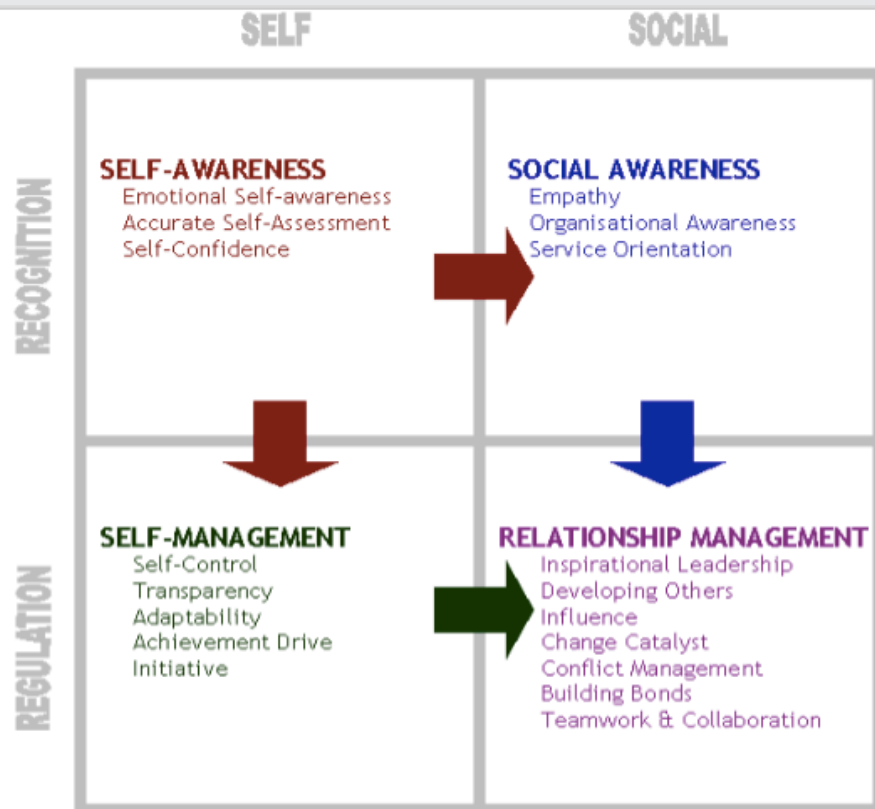 SELF
SOCIAL
RECOGNITION
SELF-AWARENESS
Emotional Self-awareness
Accurate Self-Assessment
Self-Confidence
SOCIAL AWARENESS
Empathy
Organisational Awareness
Service Orientation
REGULATION
SELF-MANAGEMENT
Self-Control
Transparency
Adaptability
Achievement Drive
Initiative
RELATIONSHIP MANAGEMENT
Inspirational Leadership
Developing Others
Influence
Change Catalyst
Conflict Management
Building Bonds
Teamwork & Collaboration